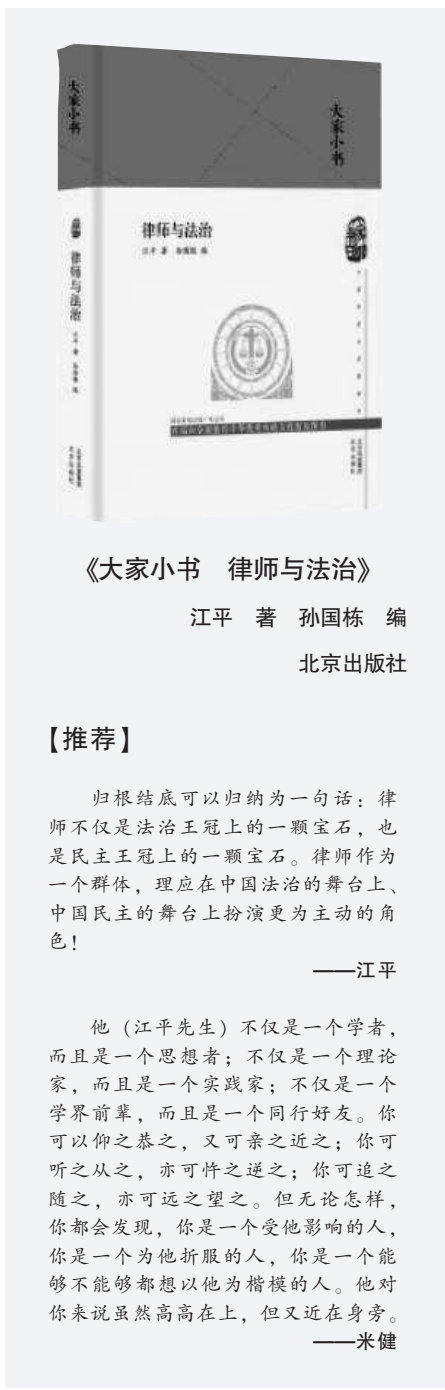 大家小书
律师与法治
大家小书
律师与法治
江平 著 孙国栋 编
《大家小书 律师与法治》
江平 著 孙国栋 编
北京出版社
【推荐】
归根结底可以归纳为一句话：律
师不仅是法治王冠上的一颗宝石，也
是民主王冠上的一颗宝石。律师作为
一个群体，理应在中国法治的舞台上、
中国民主的舞台上扮演更为主动的角
色！
——江平
他（江平先生）不仅是一个学者，
而且是一个思想者；不仅是一个理论
家，而且是一个实践家；不仅是一个
学界前辈，而且是一个同行好友。你
可以仰之恭之，又可亲之近之；你可
听之从之，亦可忤之逆之；你可追之
随之，亦可远之望之。但无论怎样，
你都会发现，你是一个受他影响的人，
你是一个为他折服的人，你是一个能
够不能够都想以他为楷模的人。他对
你来说虽然高高在上，但又近在身旁。
——米健